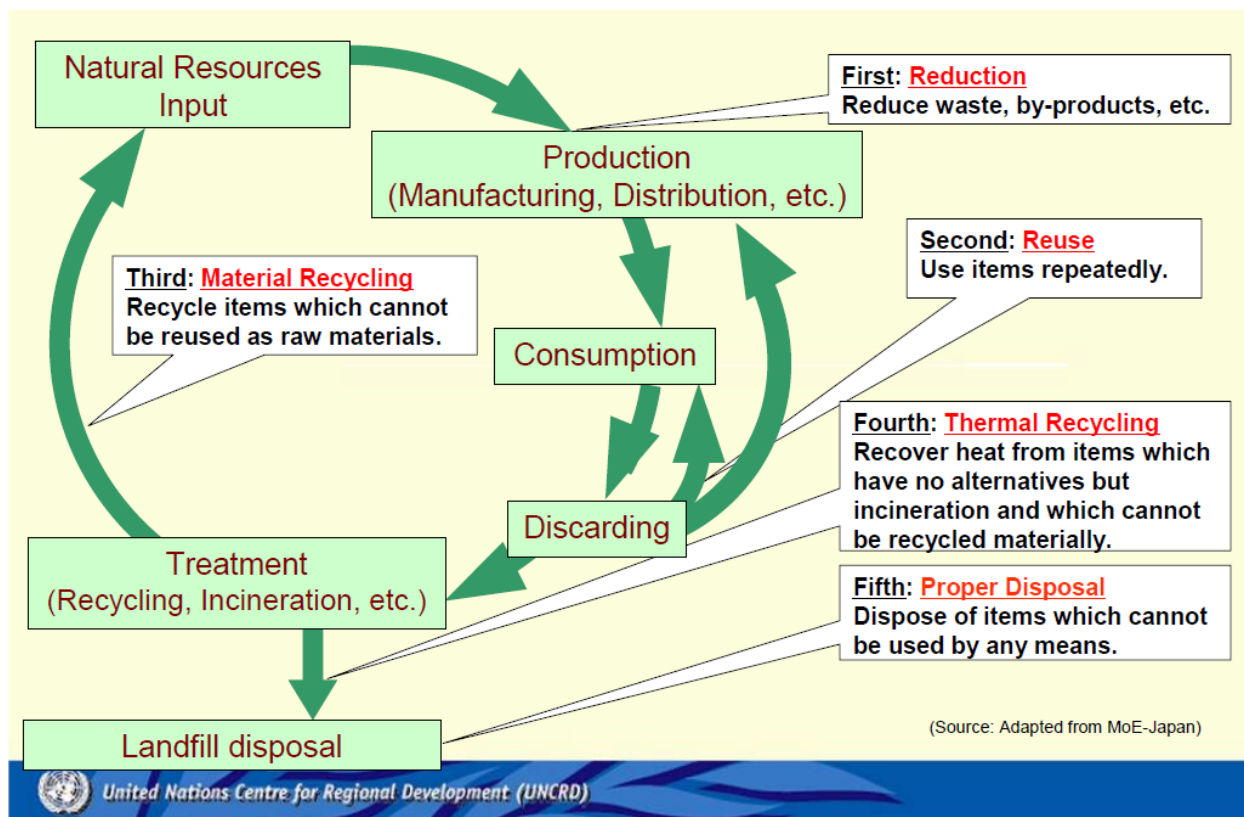 Natural Resources
Input
First: Reduction
Reduce waste, by-products, etc.
Production
(Manufacturing, Distribution, etc.)
Second: Reuse
Use items repeatedly.
Third: Material Recycling
Recycle items which cannot
be reused as raw materials.
Consumption
Fourth: Thermal Recycling
Recover heat from items which
have no alternatives but
incineration and which cannot
be recycled materially.
Discarding
Treatment
(Recycling, Incineration, etc.)
Fifth: Proper Disposal
Dispose of items which cannot
be used by any means.
Landfill disposal
(Source: Adapted from MoE-Japan)
United Nations Centre for Regional Development (UNCRD)